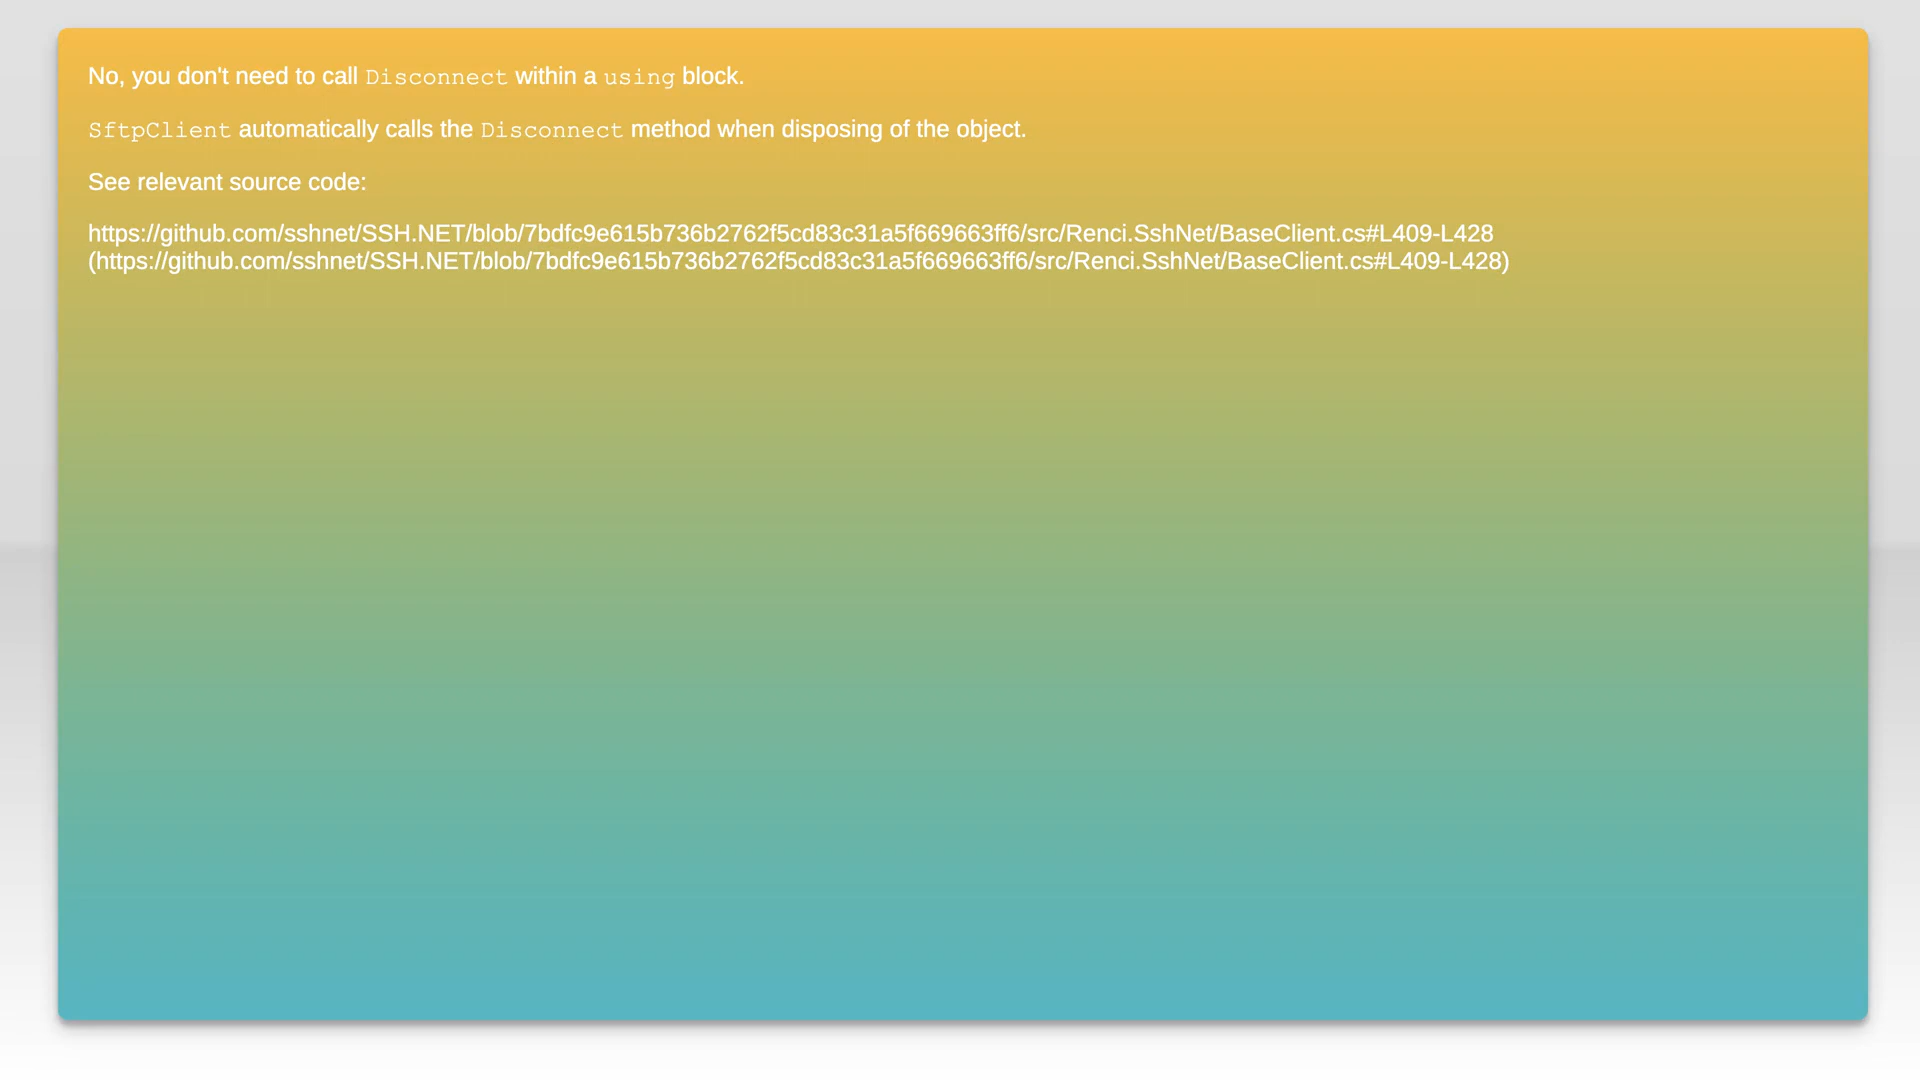 No, you don't need to call Disconnect within a using block.
SftpClient automatically calls the Disconnect method when disposing of the object.
See relevant source code:
https://github.com/sshnet/SSH.NET/blob/7bdfc9e615b736b2762f5cd83c31a5f669663ff6/src/Renci.SshNet/BaseClient.cs#L409-L428
(https://github.com/sshnet/SSH.NET/blob/7bdfc9e615b736b2762f5cd83c31a5f669663ff6/src/Renci.SshNet/BaseClient.cs#L409-L428)